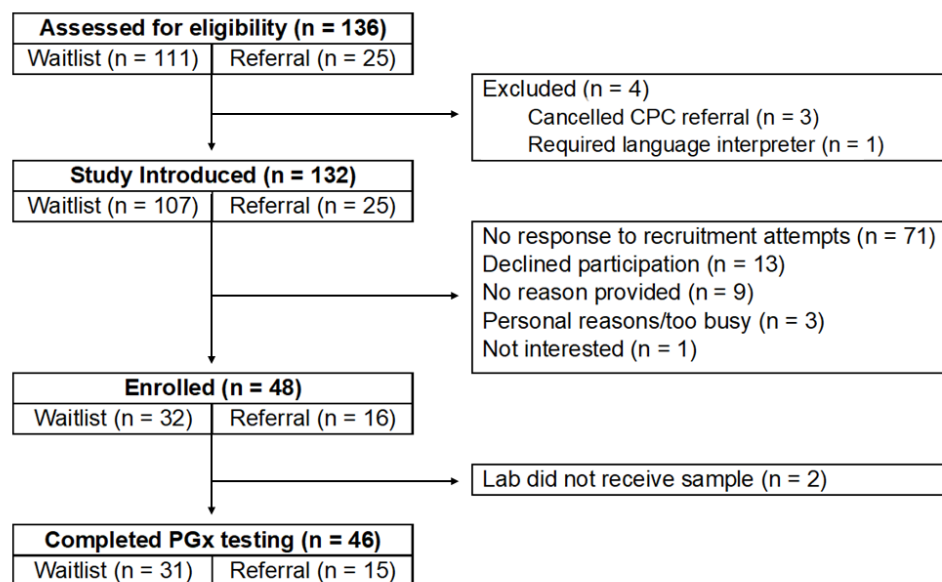 Assessed for eligibility (n = 136)
Waitlist (n = 111) Referral (n = 25)
Excluded (n = 4)
Cancelled CPC referral (n = 3)
Required language interpreter (n = 1)
Study Introduced (n = 132)
Waitlist (n = 107) Referral (n = 25)
No response to recruitment attempts (n = 71)
Declined participation (n = 13)
No reason provided (n = 9)
Personal reasons/too busy (n = 3)
Not interested (n = 1)
Enrolled (n = 48)
Waitlist (n = 32) Referral (n = 16)
Lab did not receive sample (n = 2)
Completed PGx testing (n = 46)
Waitlist (n = 31) Referral (n = 15)